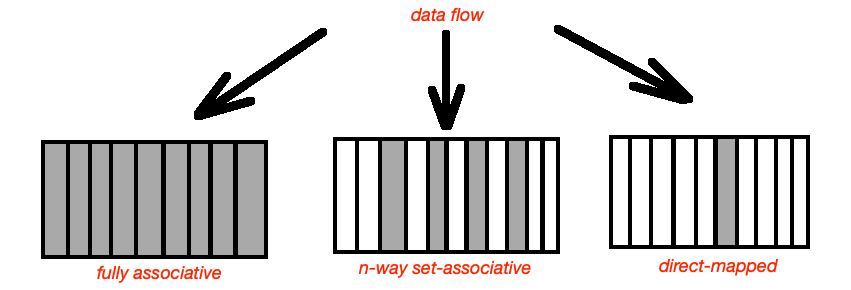 data flow
fully associative
n-way set-associative
direct-mapped